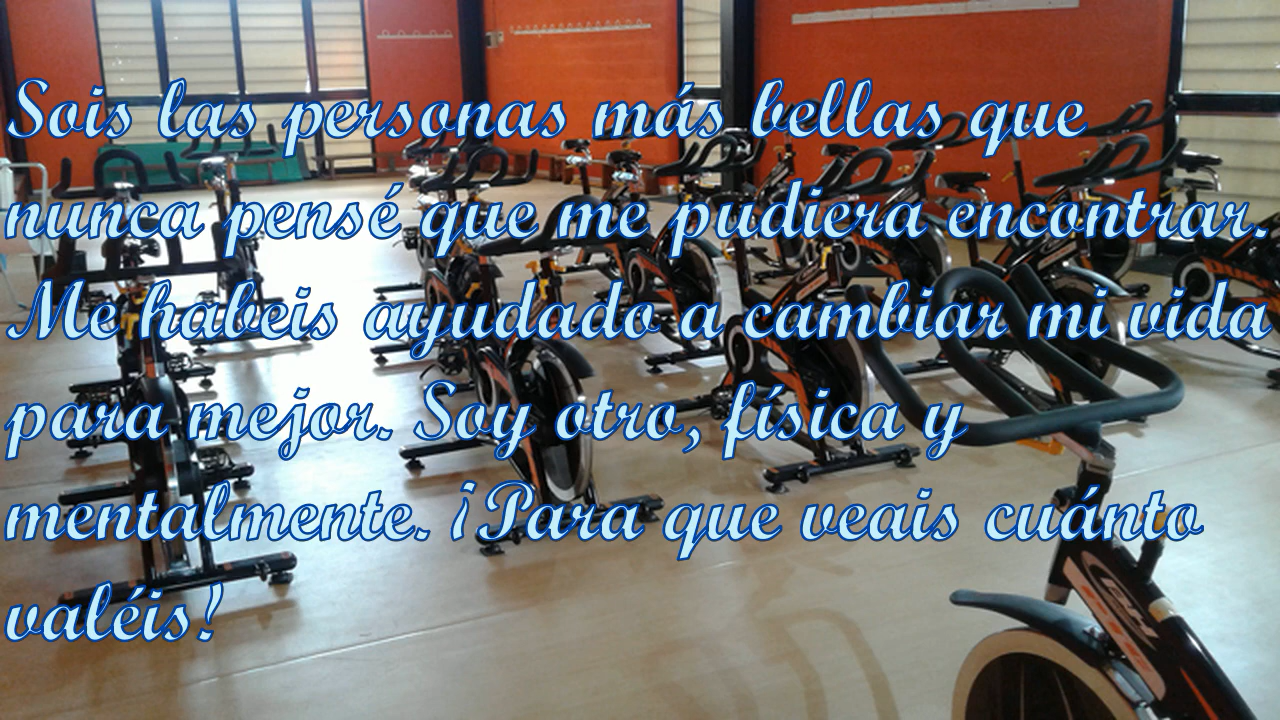 Sois las personas más bellas que
nunca pensé que me pudiera encontrar.
Me habeis ayudado a cambiar mi vida
para mejor. Soy otro, física y
mentalmente. ¡Para que veais cuánto
valéis!
GH